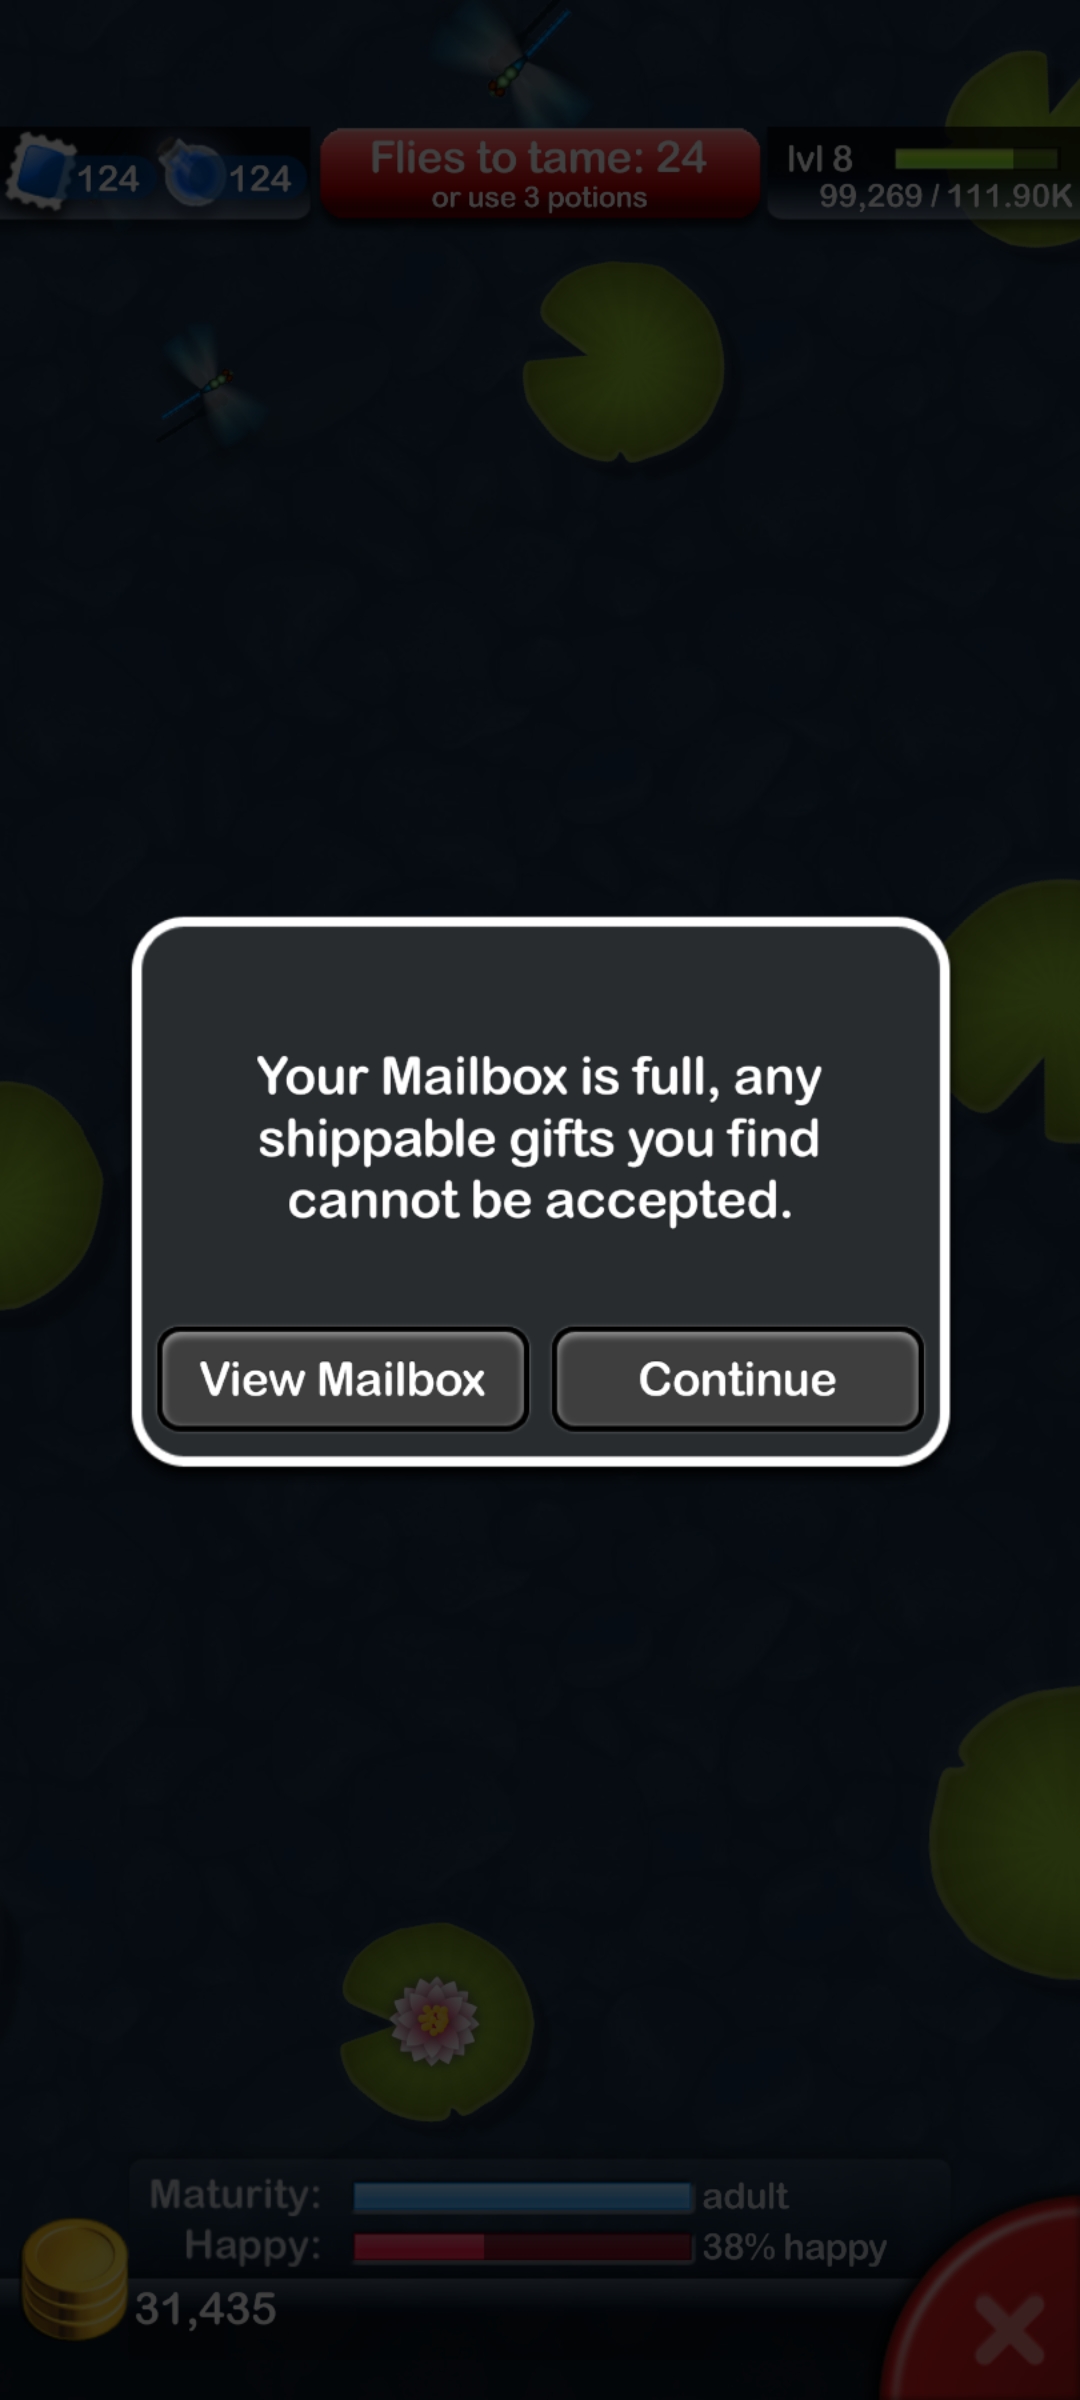 124
124
Flies to tame: 24
or use 3 potions
lvl 8
99,269 / 111.90K
Your Mailbox is full, any
shippable gifts you find
cannot be accepted.
View Mailbox
Continue
Maturity:
adult
Happy:
38% happy
31,435